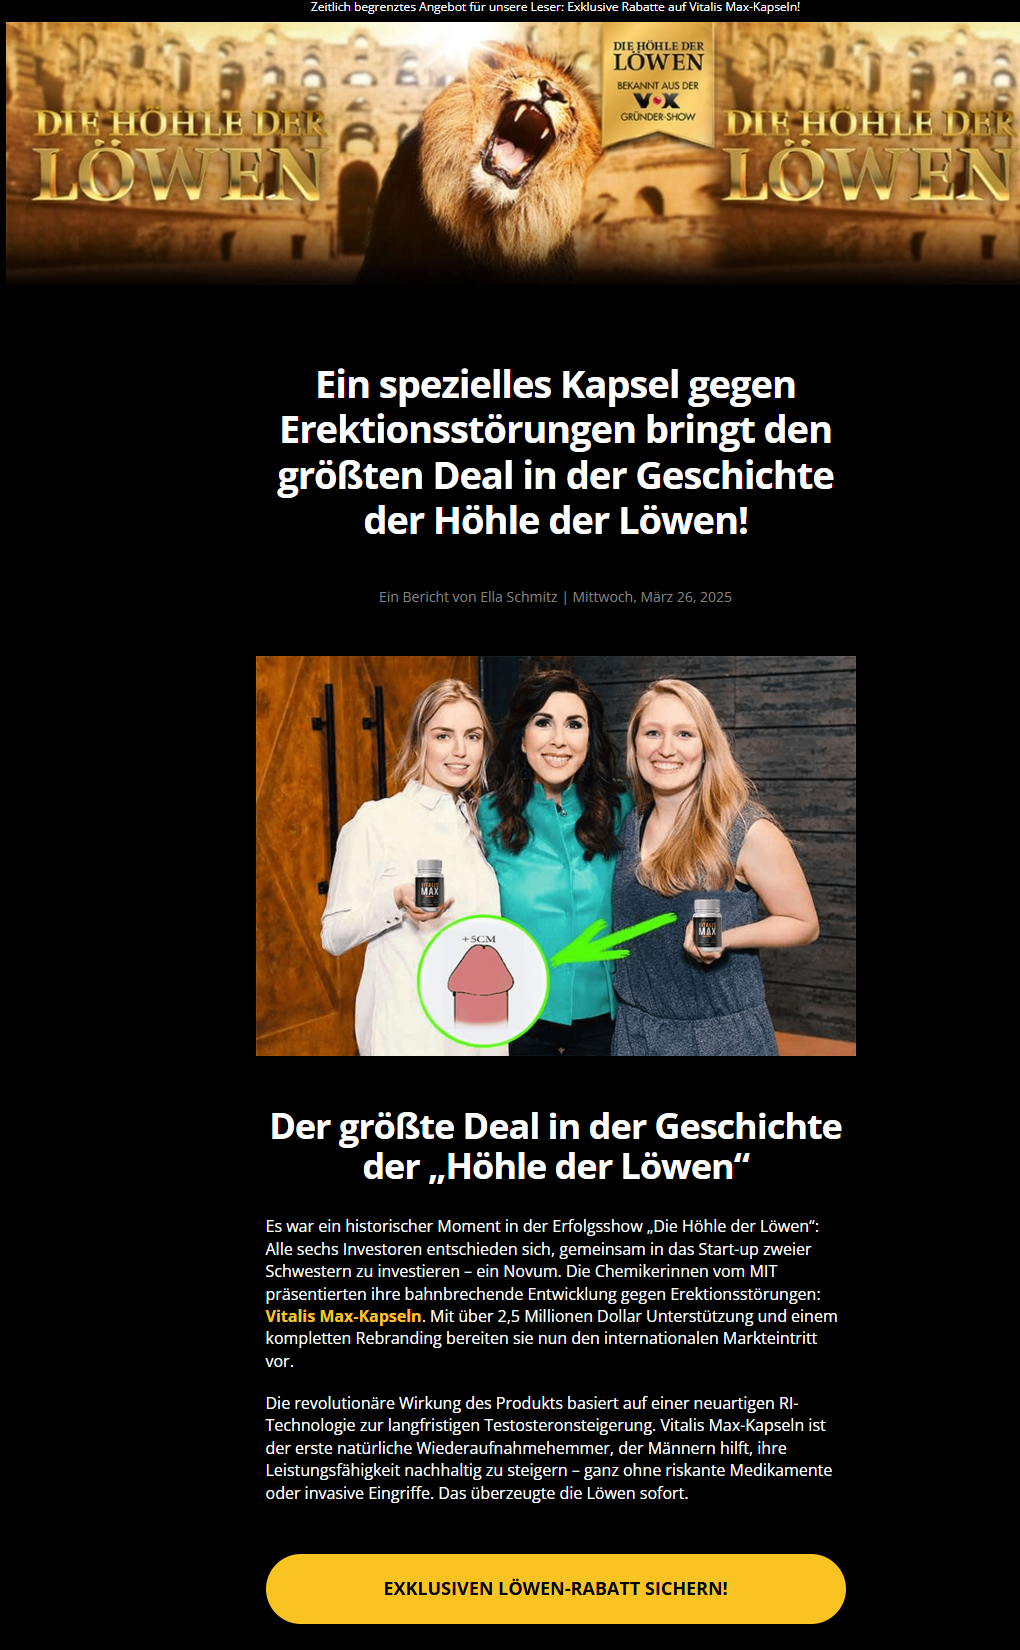 Zeitlich begrenztes Angebot für unsere Leser: Exklusive Rabatte auf Vitalis Max-Kapseln!
DIE HÖHLE DER
LÖWEN
DIE HÖHLE DER
LÖWEN
BEKANNT AUS DER
VOX
GRÜNDER-SHOW
DIE HÖHLE DER
LÖWEN
Ein spezielles Kapsel gegen
Erektionsstörungen bringt den
größten Deal in der Geschichte
der Höhle der Löwen!
Ein Bericht von Ella Schmitz | Mittwoch, März 26, 2025
VITALIS
MAX
VITALIS
MAX
+5CM
Der größte Deal in der Geschichte
der „Höhle der Löwen“
Es war ein historischer Moment in der Erfolgsshow „Die Höhle der Löwen“:
Alle sechs Investoren entschieden sich, gemeinsam in das Start-up zweier
Schwestern zu investieren – ein Novum. Die Chemikerinnen vom MIT
präsentierten ihre bahnbrechende Entwicklung gegen Erektionsstörungen:
Vitalis Max-Kapseln. Mit über 2,5 Millionen Dollar Unterstützung und einem
kompletten Rebranding bereiten sie nun den internationalen Markteintritt
vor.
Die revolutionäre Wirkung des Produkts basiert auf einer neuartigen RI-
Technologie zur langfristigen Testosteronsteigerung. Vitalis Max-Kapseln ist
der erste natürliche Wiederaufnahmehemmer, der Männern hilft, ihre
Leistungsfähigkeit nachhaltig zu steigern – ganz ohne riskante Medikamente
oder invasive Eingriffe. Das überzeugte die Löwen sofort.
EXKLUSIVEN LÖWEN-RABATT SICHERN!